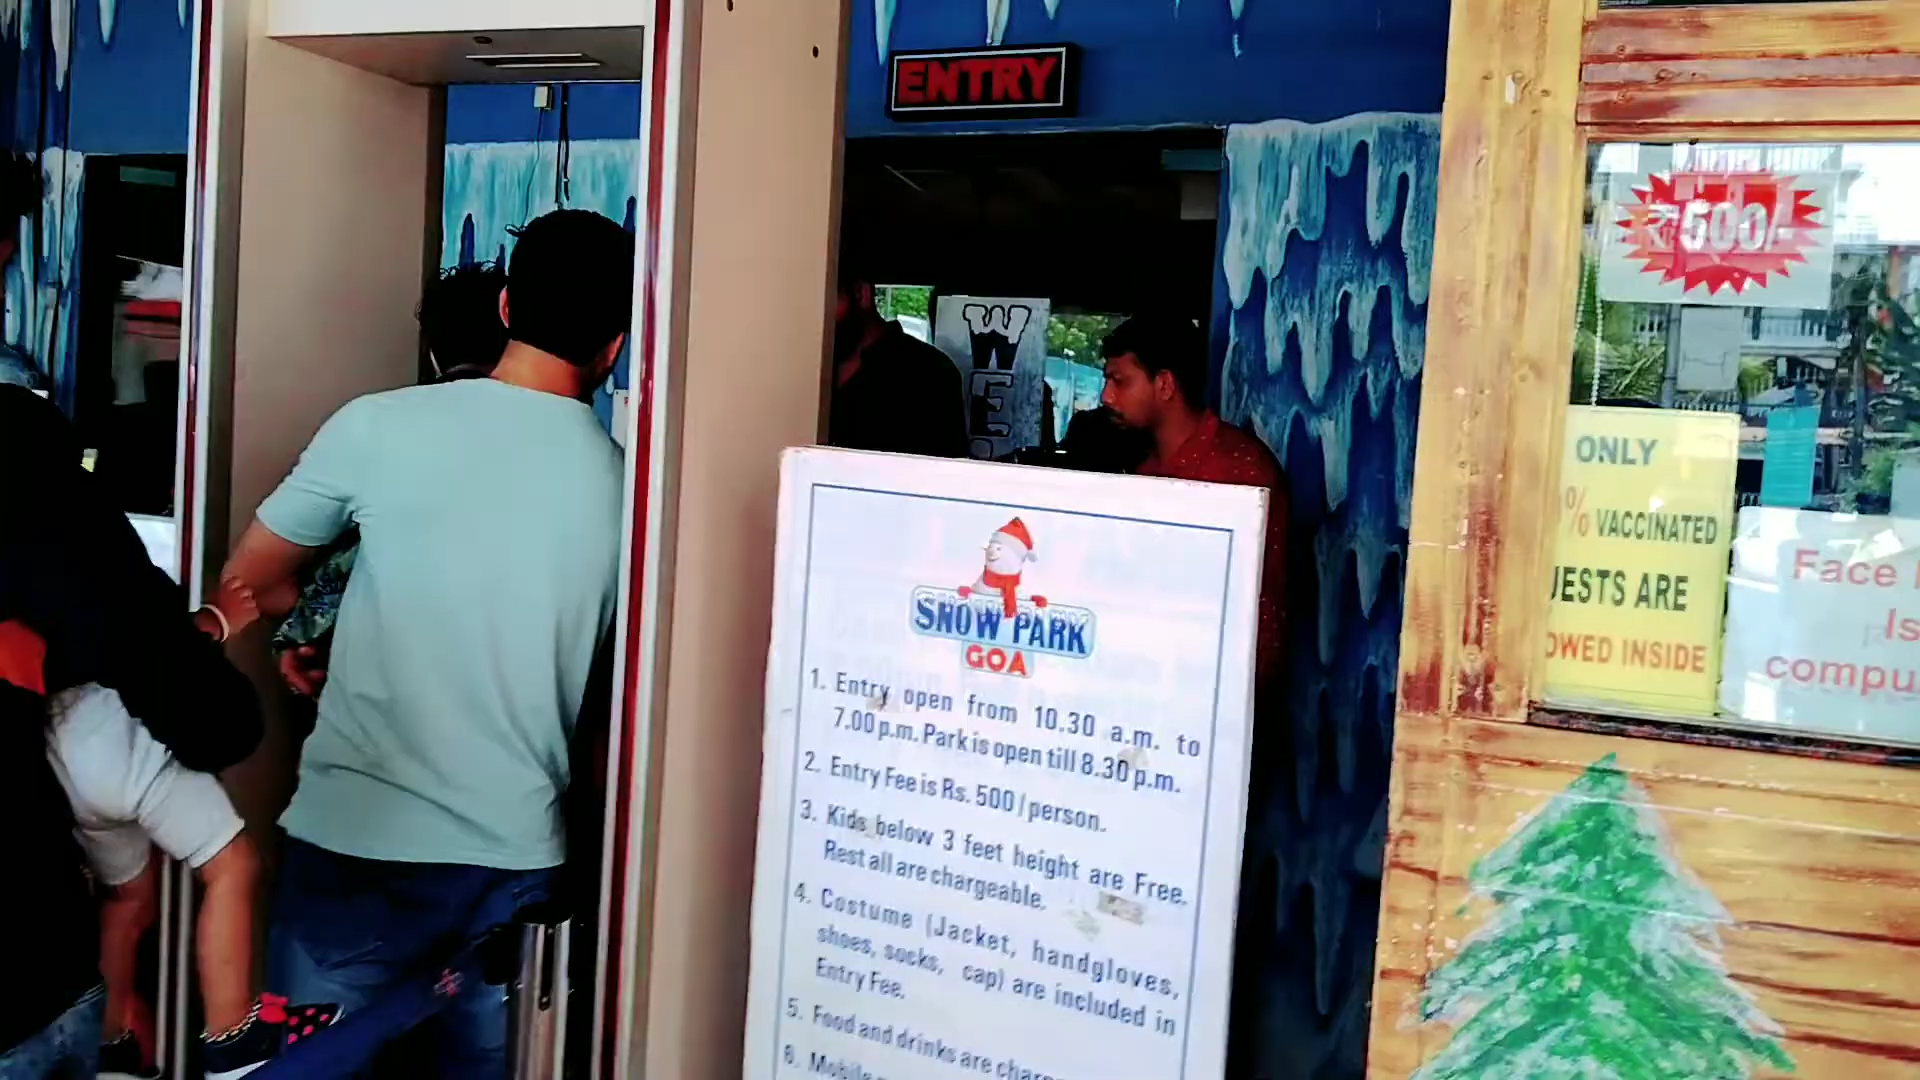 ENTRY
₹500/-
WE
SNOW PARK
GOA
1. Entry open from 10.30 a.m. to
7.00 p.m. Park is open till 8.30 p.m.
2. Entry Fee is Rs. 500/person.
3. Kids below 3 feet height are Free.
Rest all are chargeable.
4. Costume (Jacket, handgloves,
shoes, socks, cap) are included in
Entry Fee.
5. Food and drinks are
6. Mobile
ONLY
% VACCINATED
UESTS ARE
OWED INSIDE
Face
Is
compu